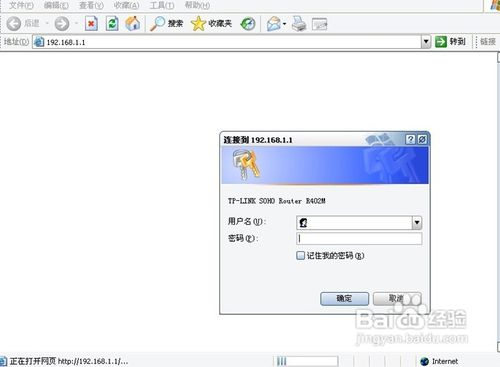 文件(F) 编辑(E) 查看(V) 收藏(A) 工具(T) 帮助(H)
后退 搜索 收藏夹
地址(D) 192.168.1.1 转到 链接
连接到 192.168.1.1
TP-LINK SOHO Router R402M
用户名(U):
密码(P):
记住我的密码(R)
确定 取消
Baidu经验
jingyan.baidu.com
正在打开网页 http://192.168.1.1/... Internet